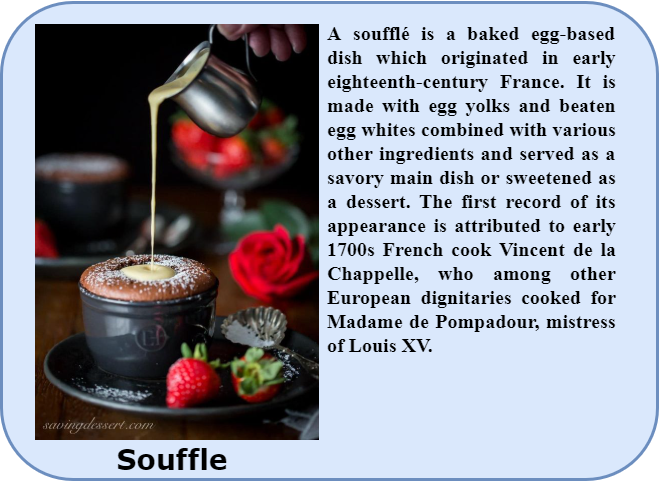 A soufflé is a baked egg-based
dish which originated in early
eighteenth-century France. It is
made with egg yolks and beaten
egg whites combined with various
other ingredients and served as a
savory main dish or sweetened as
a dessert. The first record of its
appearance is attributed to early
1700s French cook Vincent de la
Chappelle, who among other
European dignitaries cooked for
Madame de Pompadour, mistress
of Louis XV.
savingdessert.com
Souffle